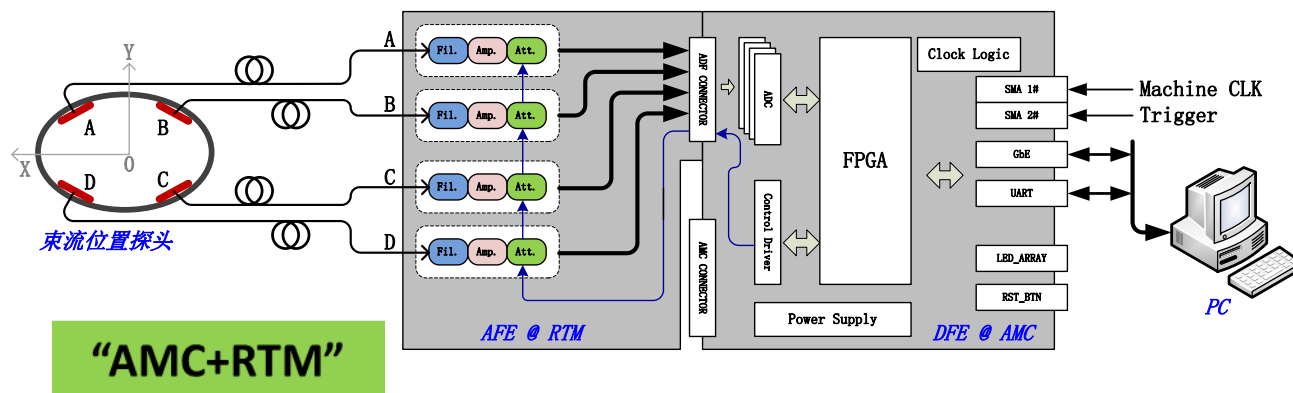 Y
X
O
A
B
D
C
束流位置探头
A
Fil.
Amp.
Att.
B
Fil.
Amp.
Att.
C
Fil.
Amp.
Att.
D
Fil.
Amp.
Att.
AFE @ RTM
ADF CONNECTOR
AMC CONNECTOR
ADC
Control Driver
FPGA
Clock Logic
Power Supply
SMA 1#
SMA 2#
GbE
UART
LED_ARRAY
RST_BTN
DFE @ AMC
Machine CLK
Trigger
PC
“AMC+RTM”